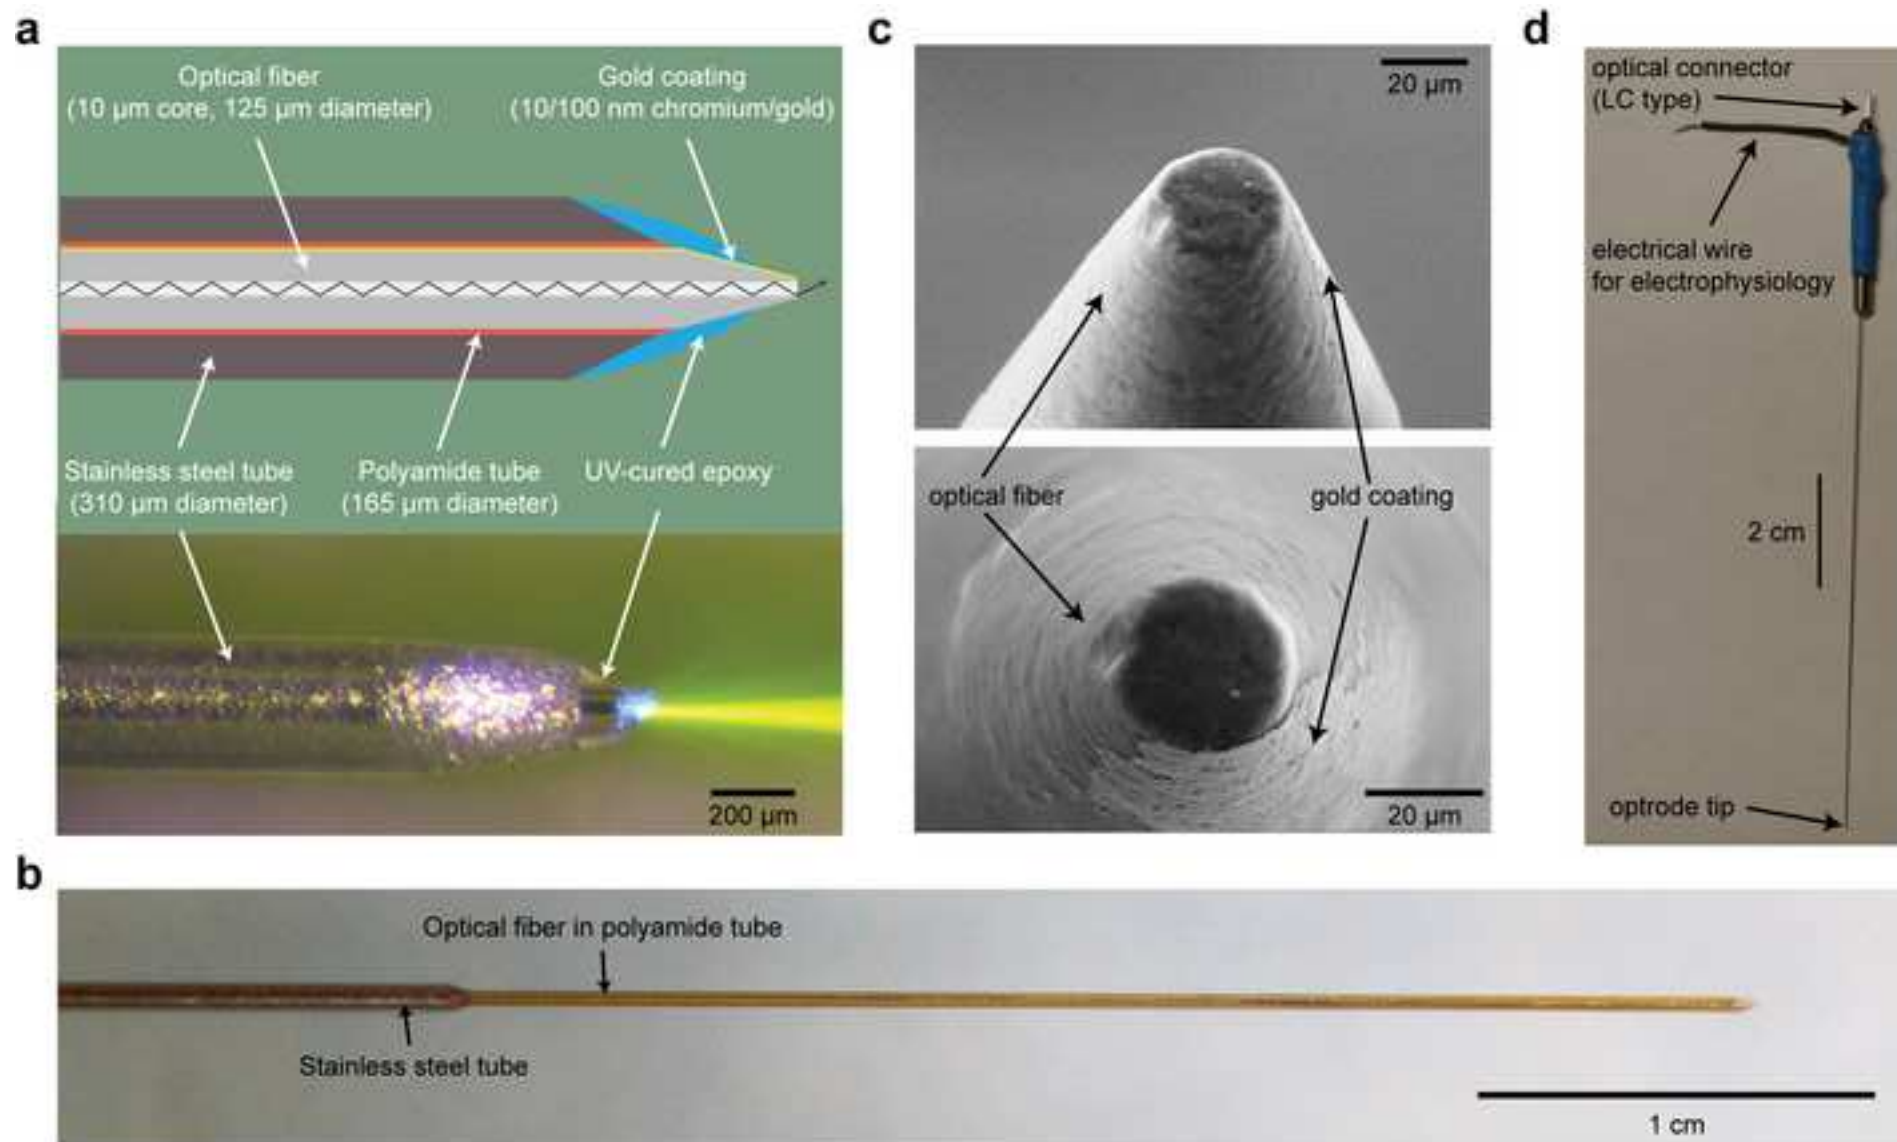 a
Optical fiber
(10 µm core, 125 µm diameter)
Gold coating
(10/100 nm chromium/gold)
Stainless steel tube
(310 µm diameter)
Polyamide tube
(165 µm diameter)
UV-cured epoxy
200 µm
b
Optical fiber in polyamide tube
Stainless steel tube
1 cm
c
20 µm
optical fiber
gold coating
20 µm
d
optical connector
(LC type)
electrical wire
for electrophysiology
2 cm
optrode tip